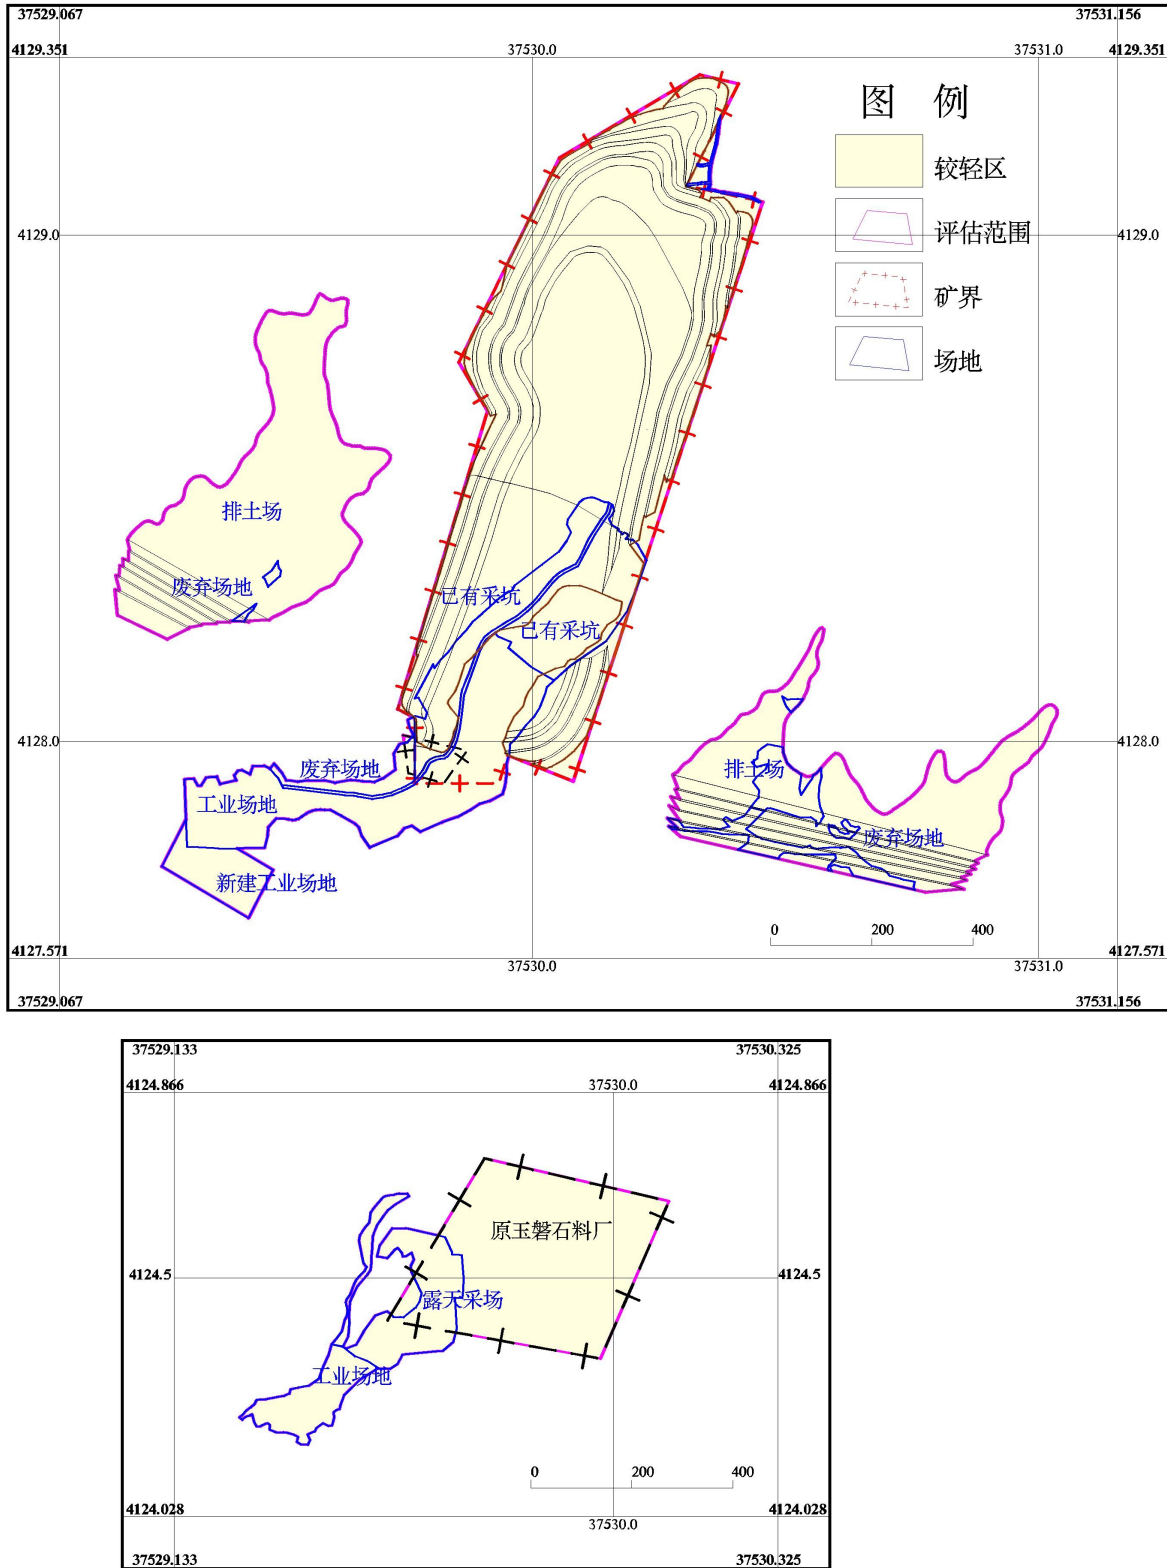 37529.067 37531.156
4129.351 37530.0 37531.0 4129.351
图 例
较轻区
4129.0 评估范围 4129.0
矿界
场地
排土场
废弃场地 已有采坑
已有采坑
4128.0 4128.0
废弃场地 排土场
工业场地 废弃场地
新建工业场地
0 200 400
4127.571 37530.0 37531.0 4127.571
37529.067 37531.156
37529.133 37530.325
4124.866 37530.0 4124.866
原玉磐石料厂
4124.5 4124.5
露天采场
工业场地
0 200 400
4124.028 37530.0 4124.028
37529.133 37530.325